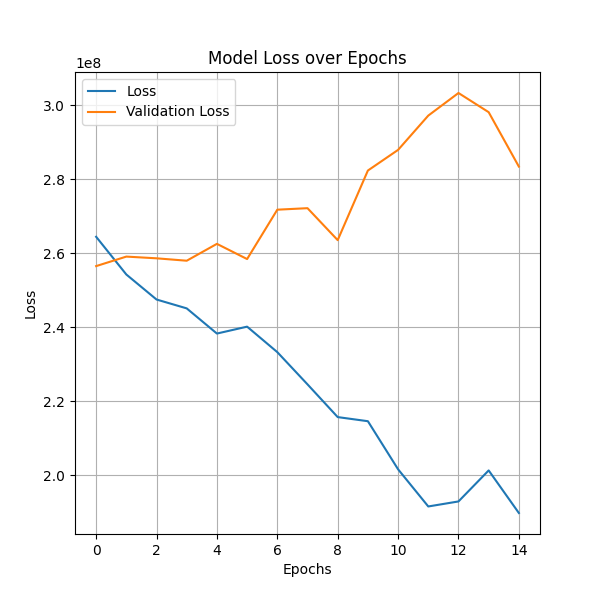 Model Loss over Epochs
1e8
Loss
Validation Loss
3.0
2.8
2.6
2.4
2.2
2.0
Loss
0 2 4 6 8 10 12 14
Epochs